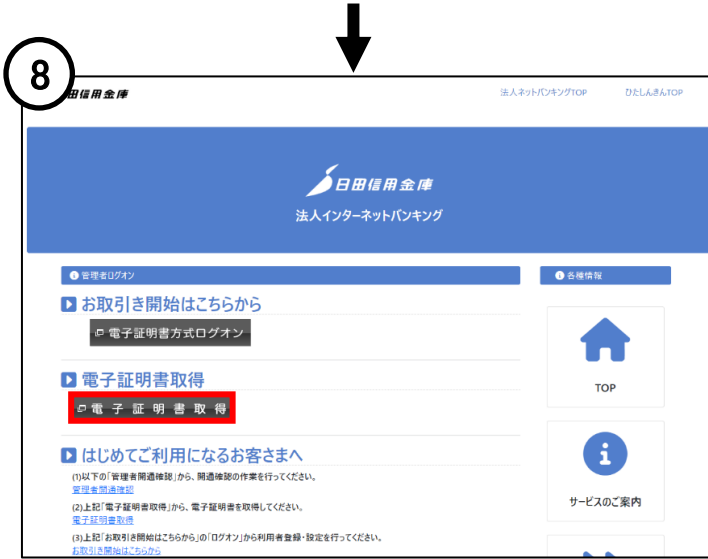 8
日田信用金庫
法人ネットバンキングTOP ひたしんきんTOP
日田信用金庫
法人インターネットバンキング
管理者ログオン
お取引き開始はこちらから
電子証明書方式ログオン
電子証明書取得
電子証明書取得
はじめてご利用になるお客さまへ
(1)以下の「管理者開通確認」から、開通確認の作業を行ってください。
管理者開通確認
(2)上記「電子証明書取得」から、電子証明書を取得してください。
電子証明書取得
(3)上記「お取引き開始はこちらから」の「ログオン」から利用者登録・設定を行ってください。
お取引き開始はこちらから
各種情報
TOP
サービスのご案内